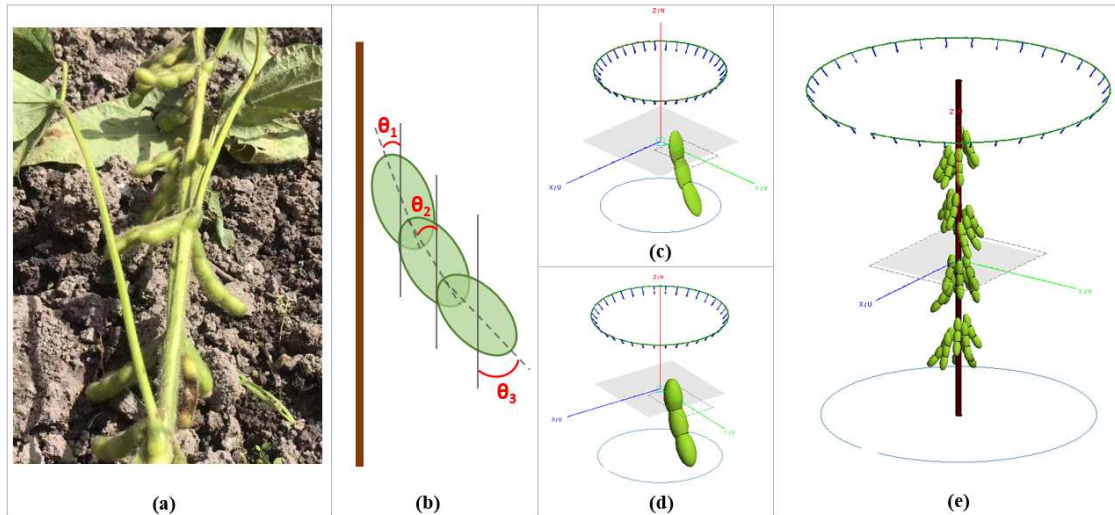 (a)
θ1
θ2
θ3
(b)
Z/N
X/U
Y/V
(c)
Z/N
X/U
Y/V
(d)
X/U
Y/V
(e)